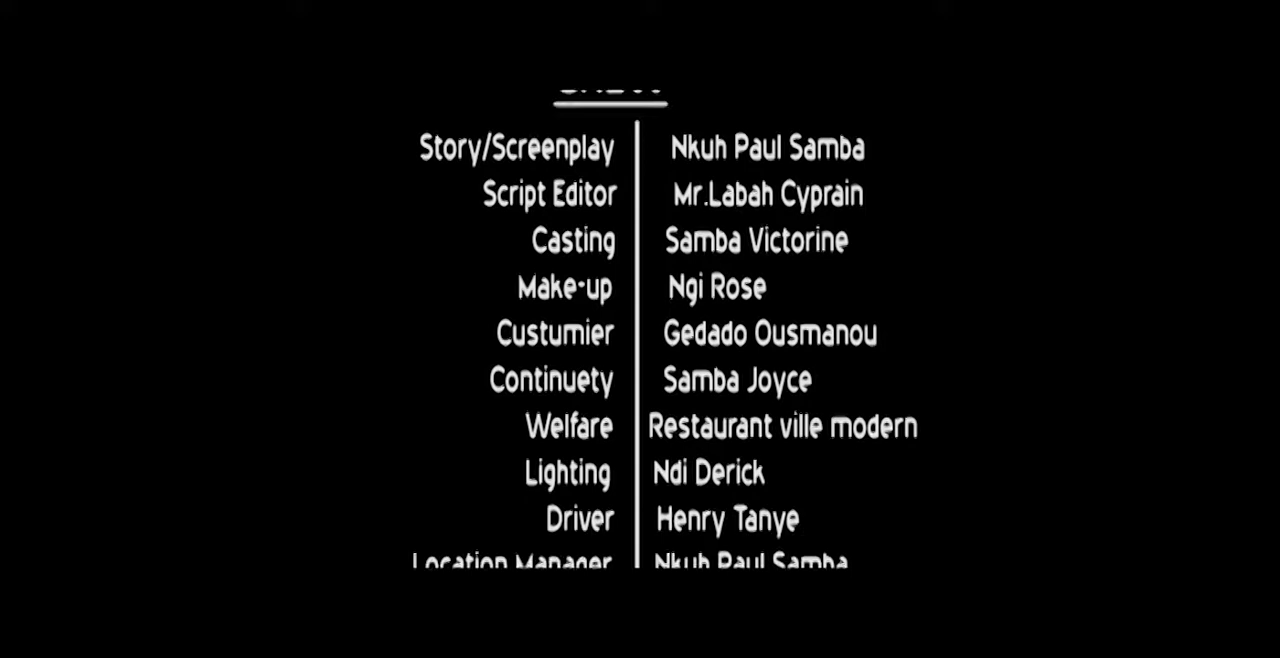 Story/Screenplay Nkuh Paul Samba
Script Editor Mr.Labah Cyprain
Casting Samba Victorine
Make-up Ngi Rose
Custumier Gedado Ousmanou
Continuety Samba Joyce
Welfare Restaurant ville modern
Lighting Ndi Derick
Driver Henry Tanye
Location Manager Nkuh Paul Samba